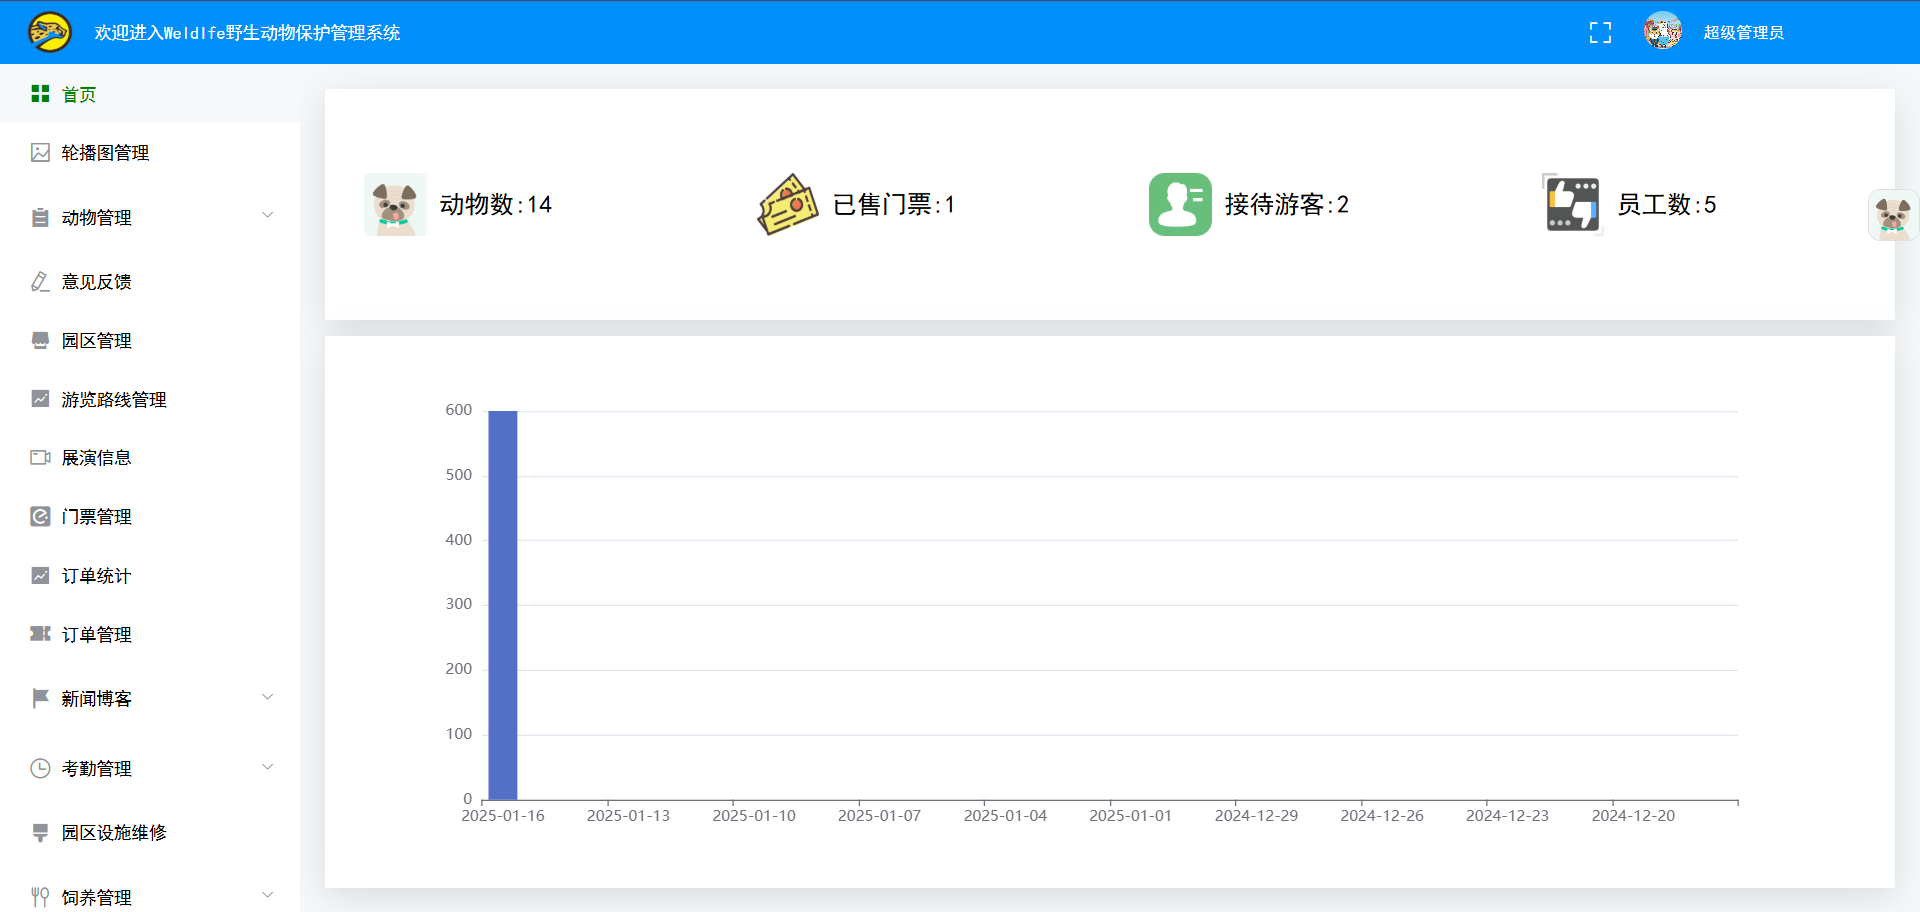 欢迎进入Weldlfe野生动物保护管理系统
超级管理员
首页
轮播图管理
动物管理
意见反馈
园区管理
游览路线管理
展演信息
门票管理
订单统计
订单管理
新闻博客
考勤管理
园区设施维修
饲养管理
动物数:14
已售门票:1
接待游客:2
员工数:5
600
500
400
300
200
100
0
2025-01-16 2025-01-13 2025-01-10 2025-01-07 2025-01-04 2025-01-01 2024-12-29 2024-12-26 2024-12-23 2024-12-20